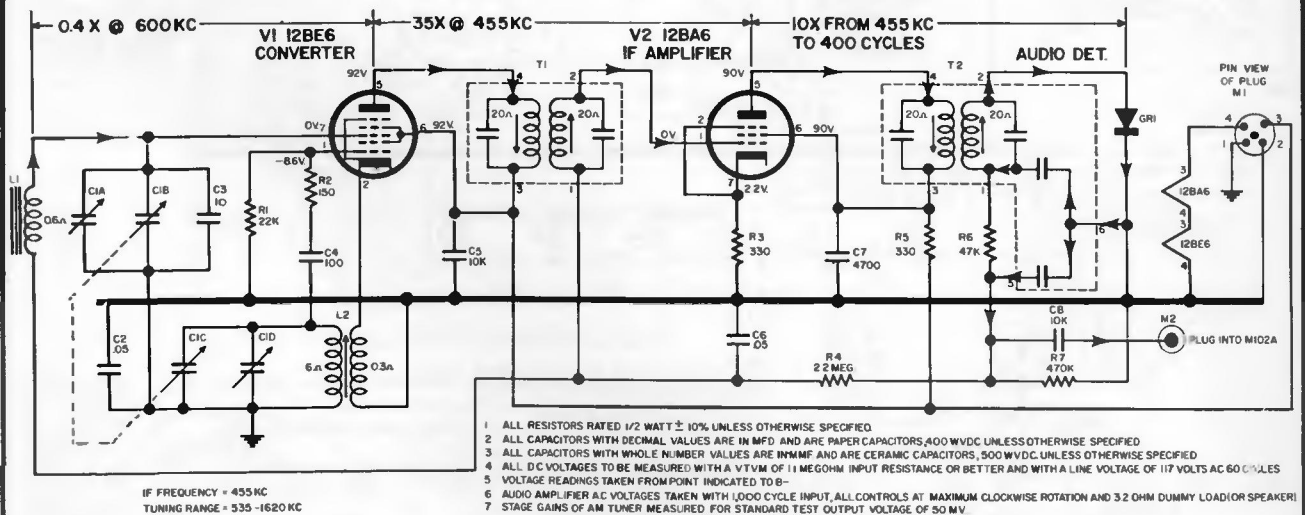 0.4 X @ 600 KC
35X @ 455 KC
10X FROM 455 KC
TO 400 CYCLES
V1 12BE6
CONVERTER
V2 12BA6
IF AMPLIFIER
AUDIO DET.
PIN VIEW
OF PLUG
M1
92V
5
4
T1
2
90V
5
4
T2
2
GR1
4
3
1
2
20Ω
20Ω
20Ω
20Ω
0V.
7
6
92V.
1
-8.6V.
2
0V
2
1
6
90V
7
2.2V.
3
1
3
1
6
5
L1
0.6Ω
C1A
C1B
C3
10
R1
22K
R2
150
C4
100
C5
10K
R3
330
C7
4700
R5
330
R6
47K
3
12BA6
4
3
12BE6
4
C2
.05
C1C
C1D
L2
6Ω
0.3Ω
C6
.05
R4
2.2 MEG
C8
10K
R7
470K
M2
PLUG INTO M102A
1 ALL RESISTORS RATED 1/2 WATT ± 10% UNLESS OTHERWISE SPECIFIED
2 ALL CAPACITORS WITH DECIMAL VALUES ARE IN MFD AND ARE PAPER CAPACITORS, 400 WVDC UNLESS OTHERWISE SPECIFIED
3 ALL CAPACITORS WITH WHOLE NUMBER VALUES ARE IN MMF AND ARE CERAMIC CAPACITORS, 500 WVDC UNLESS OTHERWISE SPECIFIED
4 ALL DC VOLTAGES TO BE MEASURED WITH A VTVM OF 11 MEGOHM INPUT RESISTANCE OR BETTER AND WITH A LINE VOLTAGE OF 117 VOLTS AC 60 CYCLES
5 VOLTAGE READINGS TAKEN FROM POINT INDICATED TO B-
6 AUDIO AMPLIFIER AC VOLTAGES TAKEN WITH 1,000 CYCLE INPUT, ALL CONTROLS AT MAXIMUM CLOCKWISE ROTATION AND 3.2 OHM DUMMY LOAD (OR SPEAKER)
7 STAGE GAINS OF AM TUNER MEASURED FOR STANDARD TEST OUTPUT VOLTAGE OF 50 MV.
IF FREQUENCY = 455 KC
TUNING RANGE = 535-1620 KC